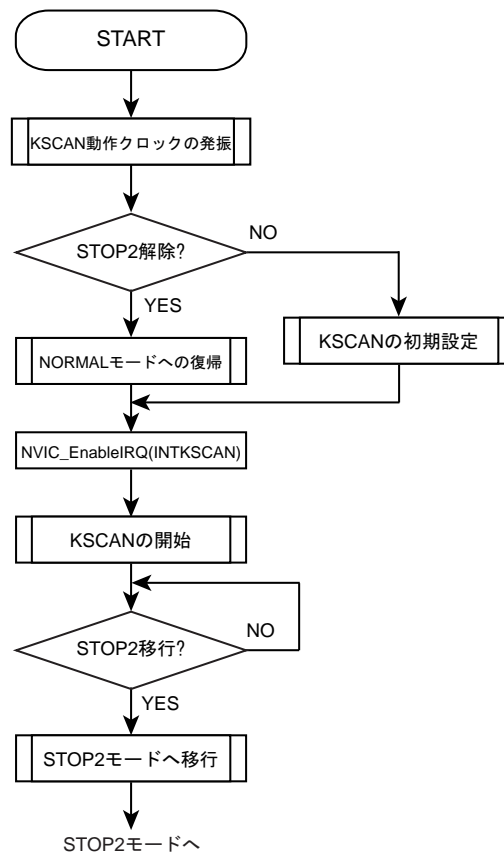 START
KSCAN動作クロックの発振
STOP2解除?
NO
YES
KSCANの初期設定
NORMALモードへの復帰
NVIC_EnableIRQ(INTKSCAN)
KSCANの開始
STOP2移行?
NO
YES
STOP2モードへ移行
STOP2モードへ